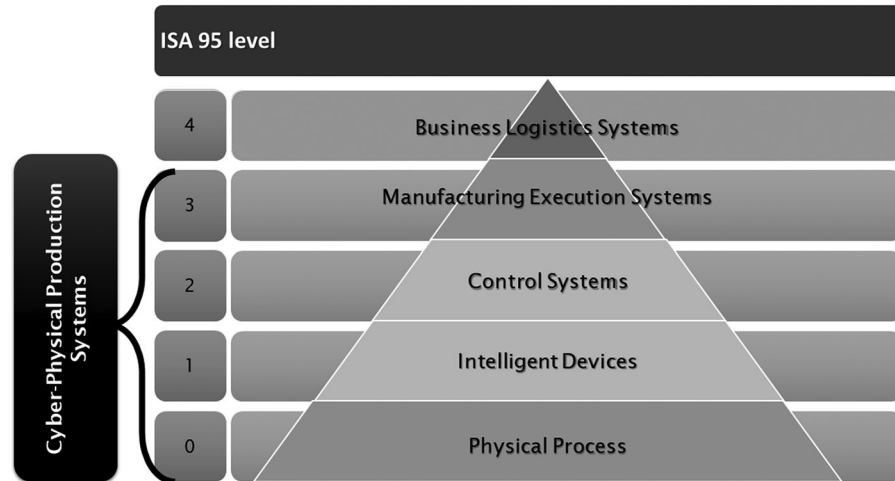 ISA 95 level
4
Business Logistics Systems
3
Manufacturing Execution Systems
2
Control Systems
1
Intelligent Devices
0
Physical Process
Cyber-Physical Production
Systems